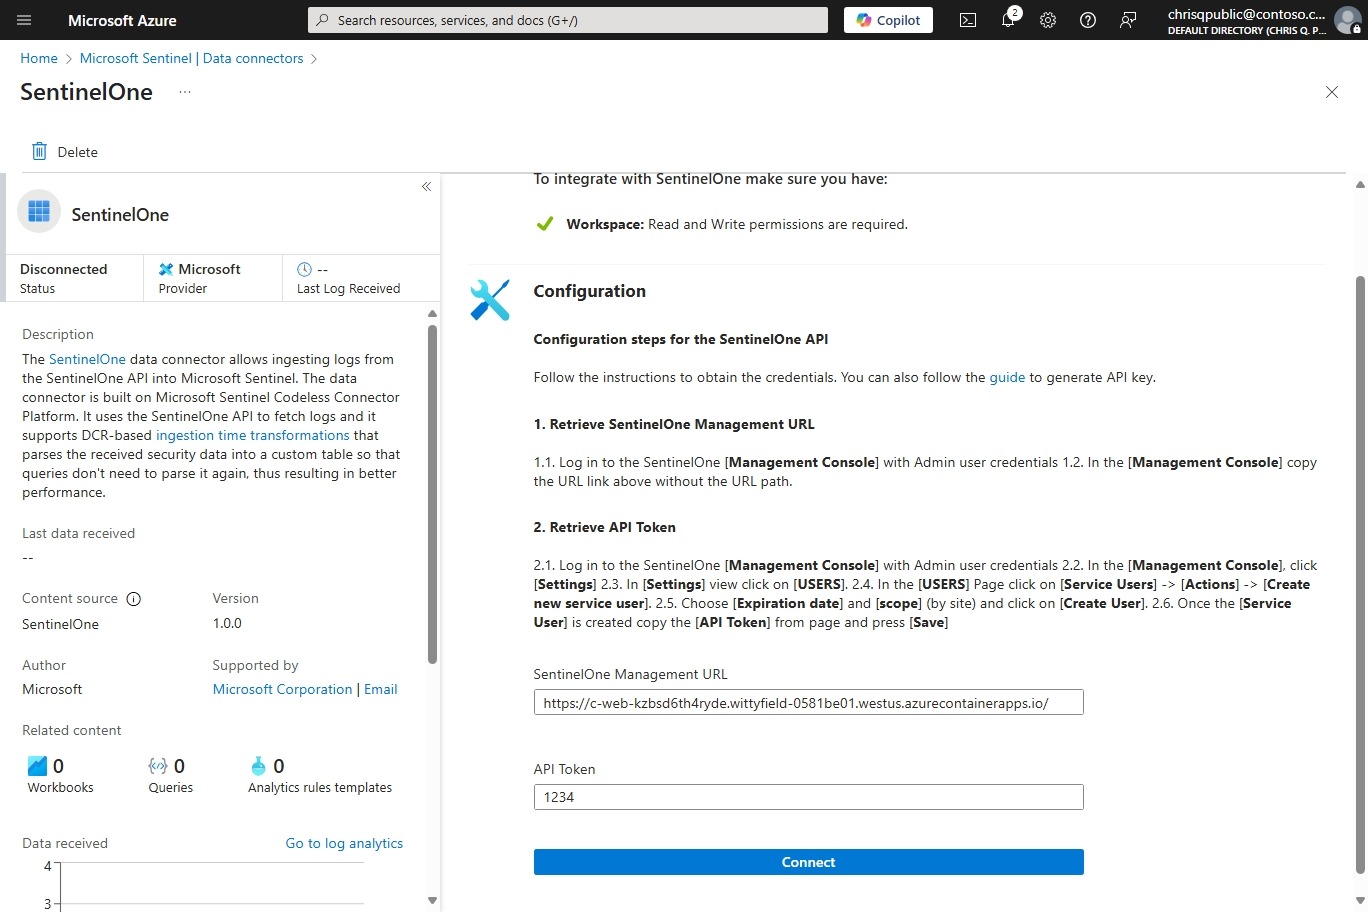 Microsoft Azure
Search resources, services, and docs (G+/)
Copilot
2
chrisqpublic@contoso.c...
DEFAULT DIRECTORY (CHRIS Q. P...
Home > Microsoft Sentinel | Data connectors >
SentinelOne ...
Delete
SentinelOne
Disconnected
Status
Microsoft
Provider
--
Last Log Received
Description
The SentinelOne data connector allows ingesting logs from
the SentinelOne API into Microsoft Sentinel. The data
connector is built on Microsoft Sentinel Codeless Connector
Platform. It uses the SentinelOne API to fetch logs and it
supports DCR-based ingestion time transformations that
parses the received security data into a custom table so that
queries don't need to parse it again, thus resulting in better
performance.
Last data received
--
Content source
Version
SentinelOne
1.0.0
Author
Supported by
Microsoft
Microsoft Corporation | Email
Related content
0
Workbooks
0
Queries
0
Analytics rules templates
Data received
Go to log analytics
4
3
To integrate with SentinelOne make sure you have:
Workspace: Read and Write permissions are required.
Configuration
Configuration steps for the SentinelOne API
Follow the instructions to obtain the credentials. You can also follow the guide to generate API key.
1. Retrieve SentinelOne Management URL
1.1. Log in to the SentinelOne [Management Console] with Admin user credentials 1.2. In the [Management Console] copy
the URL link above without the URL path.
2. Retrieve API Token
2.1. Log in to the SentinelOne [Management Console] with Admin user credentials 2.2. In the [Management Console], click
[Settings] 2.3. In [Settings] view click on [USERS]. 2.4. In the [USERS] Page click on [Service Users] -> [Actions] -> [Create
new service user]. 2.5. Choose [Expiration date] and [scope] (by site) and click on [Create User]. 2.6. Once the [Service
User] is created copy the [API Token] from page and press [Save]
SentinelOne Management URL
https://c-web-kzbsd6th4ryde.wittyfield-0581be01.westus.azurecontainerapps.io/
API Token
1234
Connect